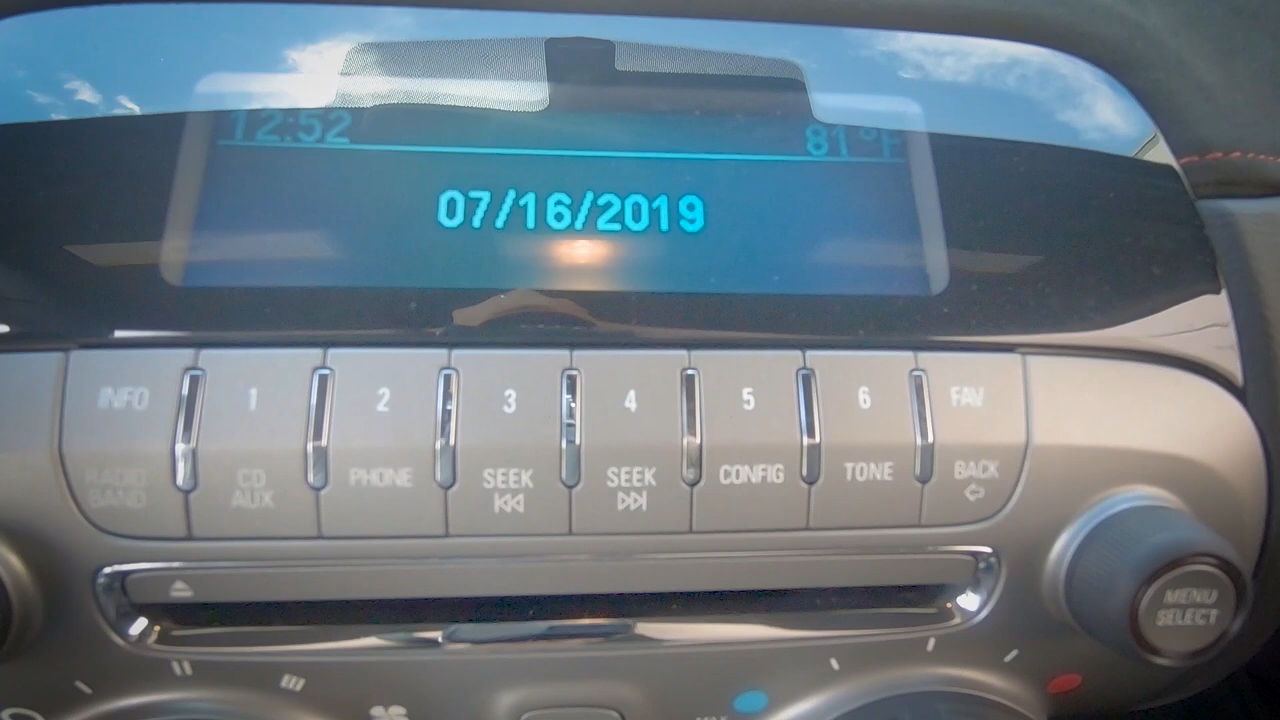 12:52 81°F
07/16/2019
INFO 1 2 3 4 5 6 FAV
RADIO BAND CD AUX PHONE SEEK SEEK CONFIG TONE BACK
MENU
SELECT